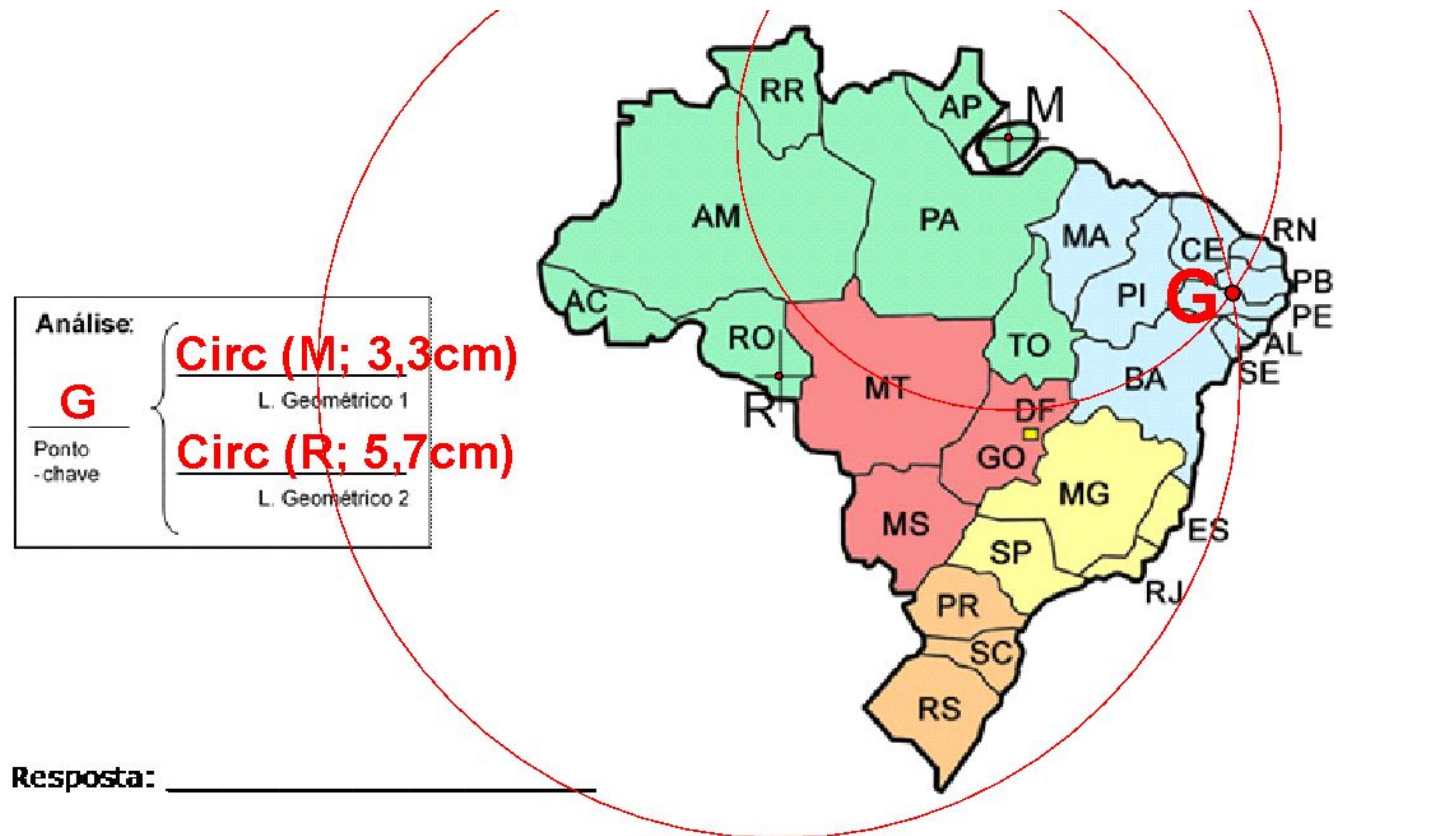 Análise:
G
Ponto
-chave
Circ (M; 3,3cm)
L. Geométrico 1
Circ (R; 5,7cm)
L. Geométrico 2
RR
AP
M
AM
PA
MA
CE
RN
PB
PI
G
PE
AC
RO
TO
AL
SE
BA
R
MT
DF
GO
MG
MS
ES
SP
RJ
PR
SC
RS
Resposta: